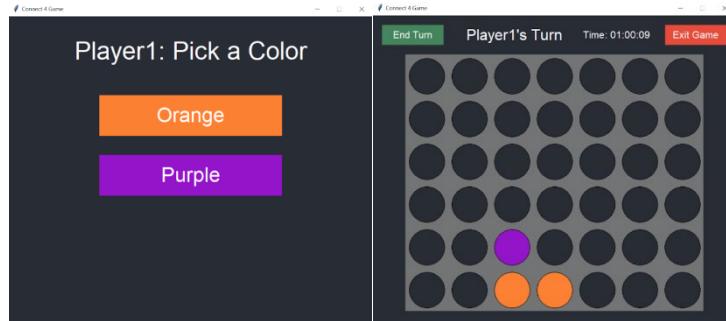 Connect 4 Game
Player1: Pick a Color
Orange
Purple
Connect 4 Game
End Turn
Player1's Turn
Time: 01:00:09
Exit Game